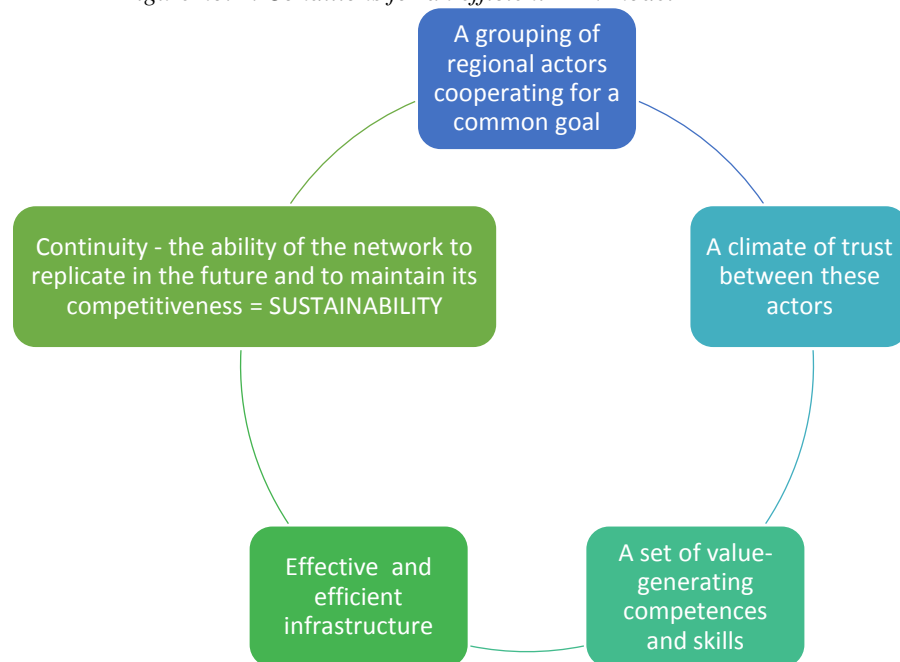 A grouping of
regional actors
cooperating for a
common goal
Continuity - the ability of the network to
replicate in the future and to maintain its
competitiveness = SUSTAINABILITY
A climate of trust
between these
actors
Effective and
efficient
infrastructure
A set of value-
generating
competences
and skills